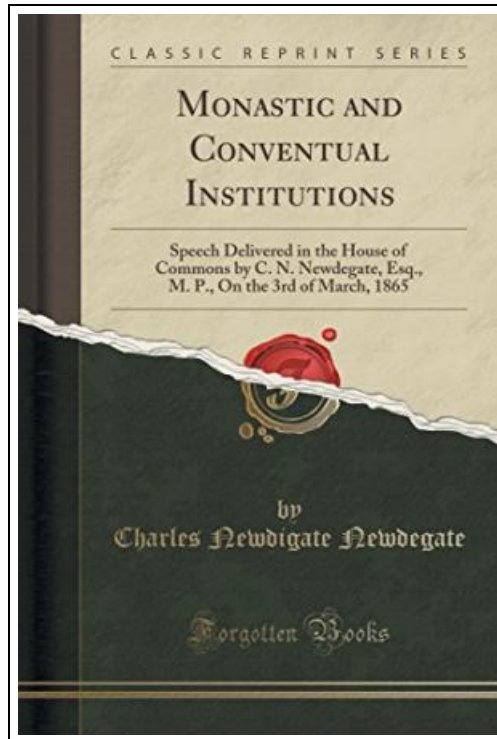 CLASSIC REPRINT SERIES
MONASTIC AND
CONVENTUAL
INSTITUTIONS
Speech Delivered in the House of
Commons by C. N. Newdegate, Esq.,
M. P., On the 3rd of March, 1865
by
Charles Newdigate Newdegate
Forgotten Books